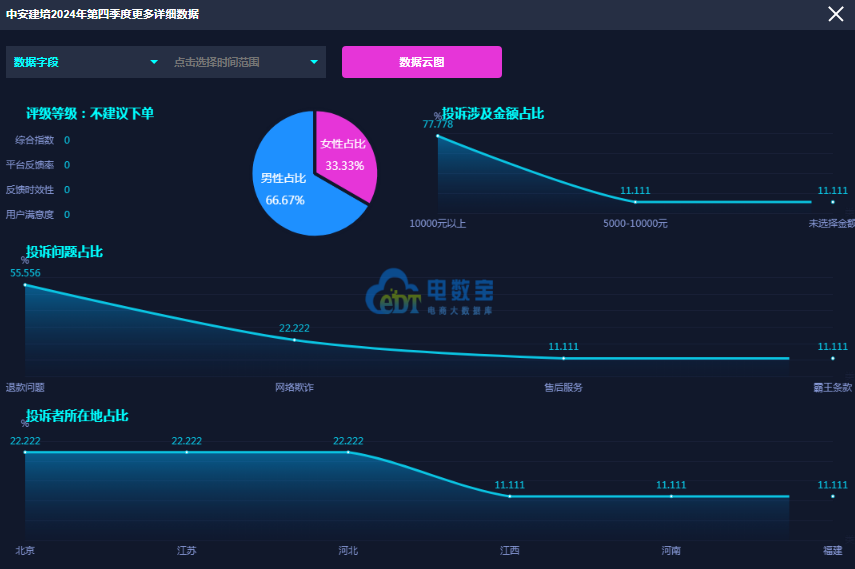 中安建培2024年第四季度更多详细数据
数据字段
点击选择时间范围
数据云图
评级等级：不建议下单
综合指数 0
平台反馈率 0
反馈时效性 0
用户满意度 0
女性占比
33.33%
男性占比
66.67%
投诉涉及金额占比
%
77.778
11.111
11.111
10000元以上
5000-10000元
未选择金额
投诉问题占比
%
55.556
22.222
11.111
11.111
退款问题
网络欺诈
售后服务
霸王条款
EDT
电数宝
电商大数据库
投诉者所在地占比
%
22.222
22.222
22.222
11.111
11.111
11.111
北京
江苏
河北
江西
河南
福建